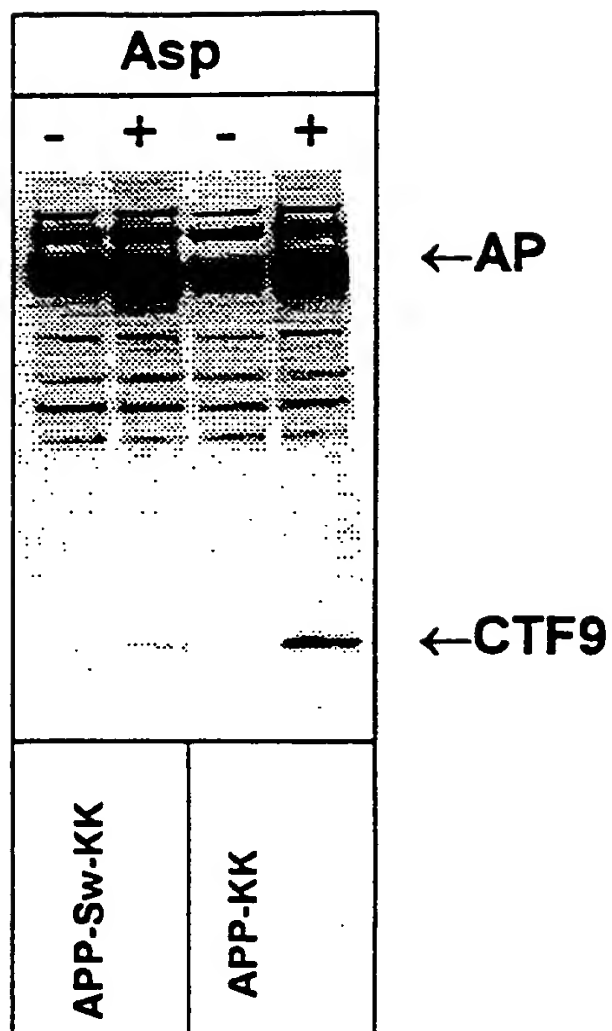 Asp
- + - +
←AP
←CTF9
APP-Sw-KK
APP-KK